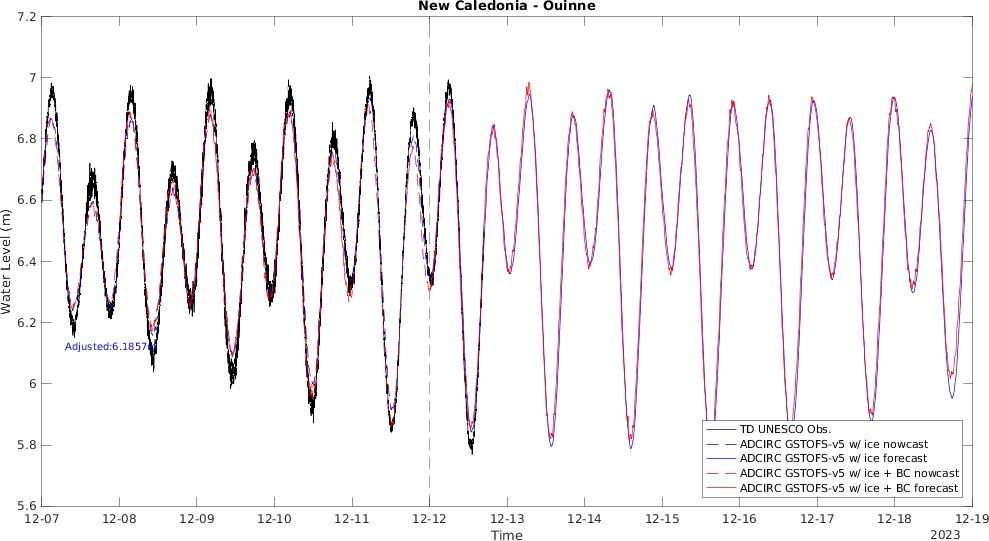 New Caledonia - Ouinne
7.2
7
6.8
6.6
6.4
6.2
6
5.8
5.6
Water Level (m)
Adjusted:6.1857
TD UNESCO Obs.
ADCIRC GSTOFS-v5 w/ ice nowcast
ADCIRC GSTOFS-v5 w/ ice forecast
ADCIRC GSTOFS-v5 w/ ice + BC nowcast
ADCIRC GSTOFS-v5 w/ ice + BC forecast
12-07 12-08 12-09 12-10 12-11 12-12 12-13 12-14 12-15 12-16 12-17 12-18 12-19
Time
2023